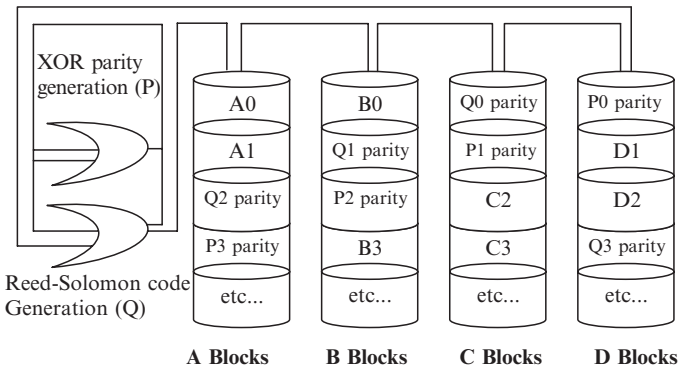 XOR parity
generation (P)
A0 B0 Q0 parity P0 parity
A1 Q1 parity P1 parity D1
Q2 parity P2 parity C2 D2
P3 parity B3 C3 Q3 parity
Reed-Solomon code
Generation (Q)
etc... etc... etc... etc...
A Blocks B Blocks C Blocks D Blocks